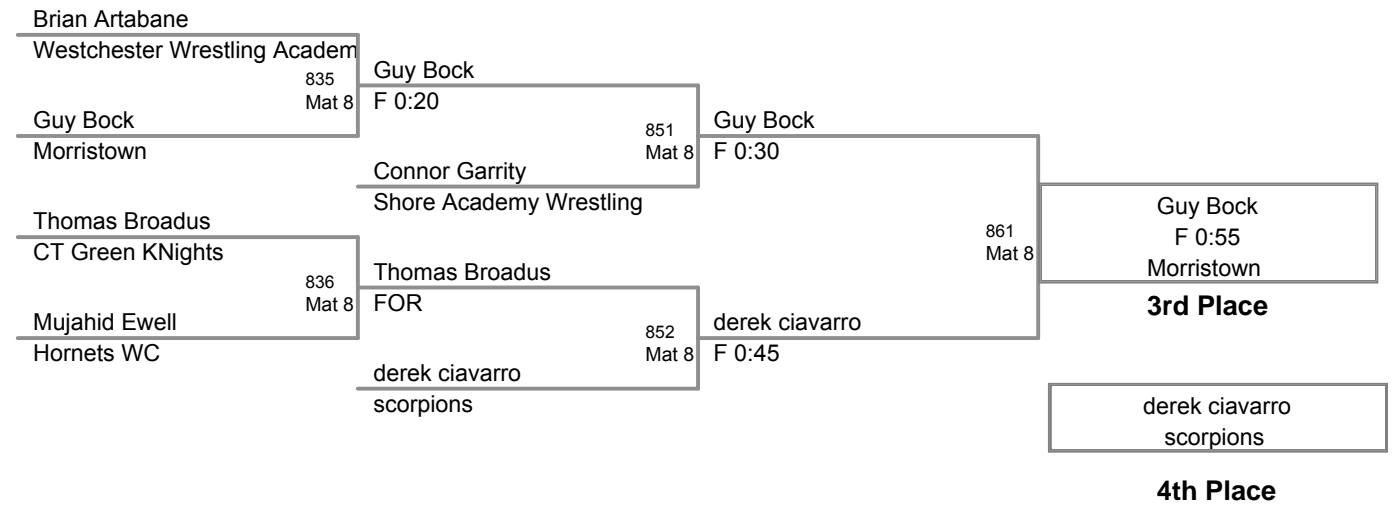 Brian Artabane
Westchester Wrestling Academ
835
Mat 8
Guy Bock
Morristown
Guy Bock
F 0:20
851
Mat 8
Connor Garrity
Shore Academy Wrestling
Guy Bock
F 0:30
Thomas Broadus
CT Green KNights
836
Mat 8
Mujahid Ewell
Hornets WC
Thomas Broadus
FOR
852
Mat 8
derek ciavarro
scorpions
derek ciavarro
F 0:45
861
Mat 8
Guy Bock
F 0:55
Morristown
3rd Place
derek ciavarro
scorpions
4th Place